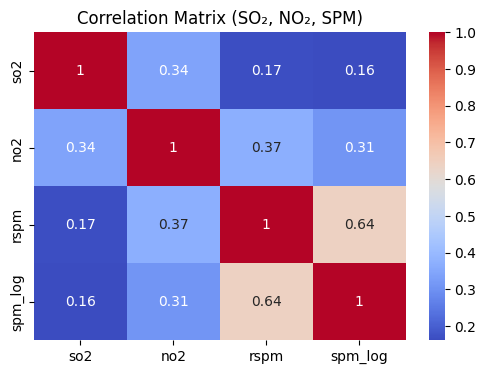 Correlation Matrix (SO₂, NO₂, SPM)
so2 1 0.34 0.17 0.16
no2 0.34 1 0.37 0.31
rspm 0.17 0.37 1 0.64
spm_log 0.16 0.31 0.64 1
so2 no2 rspm spm_log
1.0
0.9
0.8
0.7
0.6
0.5
0.4
0.3
0.2